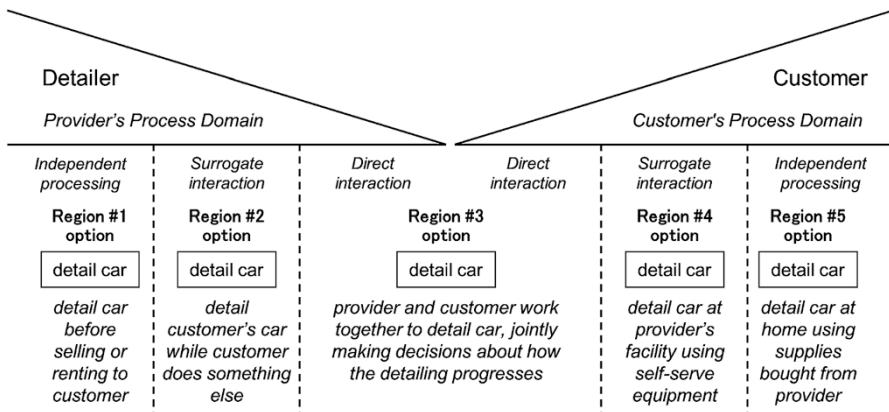 Detailer
Customer
Provider's Process Domain
Customer's Process Domain
Independent
processing
Surrogate
interaction
Direct
interaction
Direct
interaction
Surrogate
interaction
Independent
processing
Region #1
option
Region #2
option
Region #3
option
Region #4
option
Region #5
option
detail car
detail car
detail car
detail car
detail car
detail car
before
selling or
renting to
customer
detail
customer's car
while customer
does something
else
provider and customer work
together to detail car, jointly
making decisions about how
the detailing progresses
detail car at
provider's
facility using
self-serve
equipment
detail car at
home using
supplies
bought from
provider